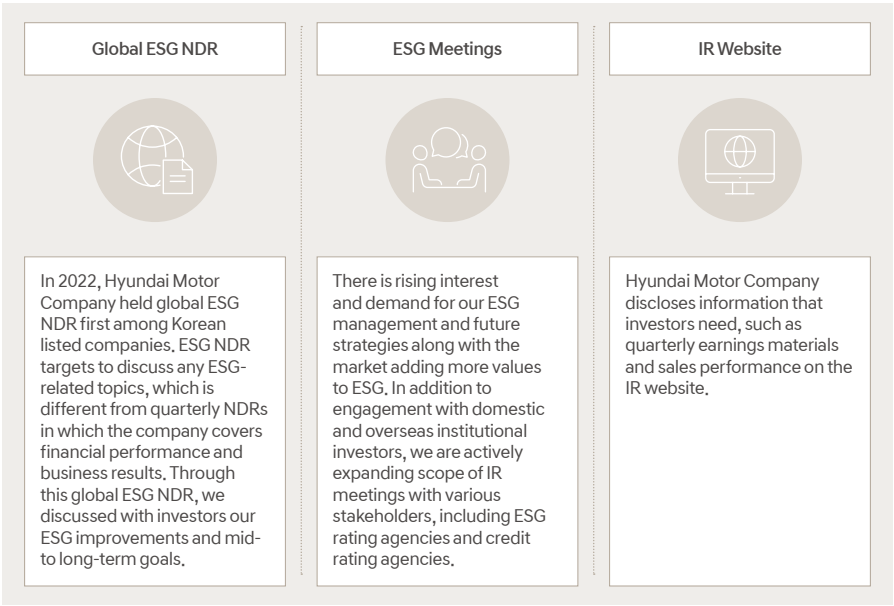 Global ESG NDR
In 2022, Hyundai Motor
Company held global ESG
NDR first among Korean
listed companies. ESG NDR
targets to discuss any ESG-
related topics, which is
different from quarterly NDRs
in which the company covers
financial performance and
business results. Through
this global ESG NDR, we
discussed with investors our
ESG improvements and mid-
to long-term goals.
ESG Meetings
There is rising interest
and demand for our ESG
management and future
strategies along with the
market adding more values
to ESG. In addition to
engagement with domestic
and overseas institutional
investors, we are actively
expanding scope of IR
meetings with various
stakeholders, including ESG
rating agencies and credit
rating agencies.
IR Website
Hyundai Motor Company
discloses information that
investors need, such as
quarterly earnings materials
and sales performance on the
IR website.